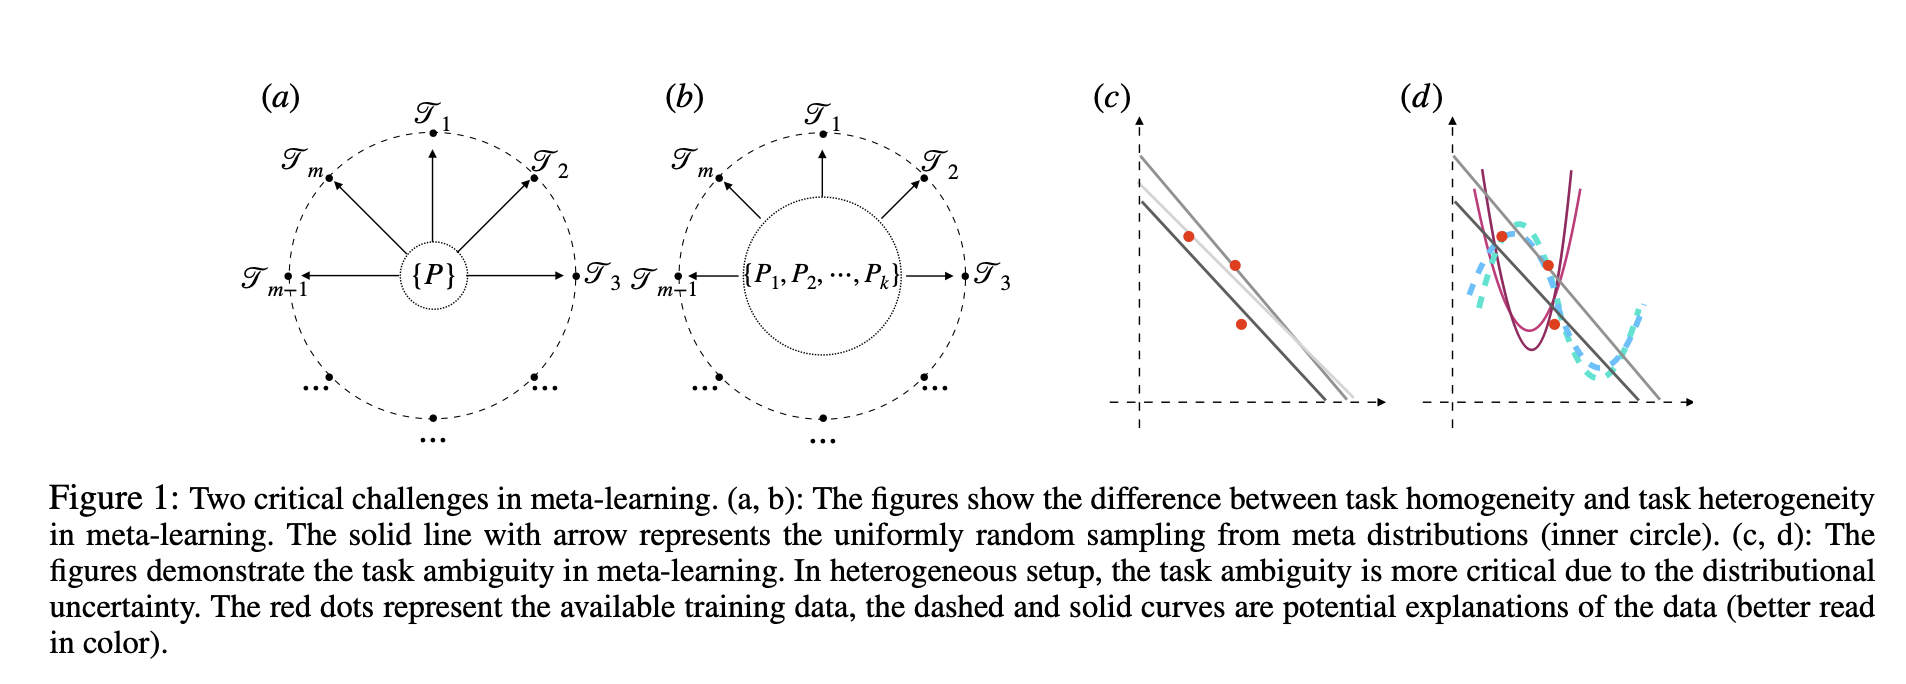 (a)
𝒯1
𝒯2
𝒯3
𝒯m
𝒯m−1
{P}
...
...
...
(b)
𝒯1
𝒯2
𝒯3
𝒯m
𝒯m−1
{P1, P2, ···, Pk}
...
...
...
(c)
(d)
Figure 1: Two critical challenges in meta-learning. (a, b): The figures show the difference between task homogeneity and task heterogeneity
in meta-learning. The solid line with arrow represents the uniformly random sampling from meta distributions (inner circle). (c, d): The
figures demonstrate the task ambiguity in meta-learning. In heterogeneous setup, the task ambiguity is more critical due to the distributional
uncertainty. The red dots represent the available training data, the dashed and solid curves are potential explanations of the data (better read
in color).